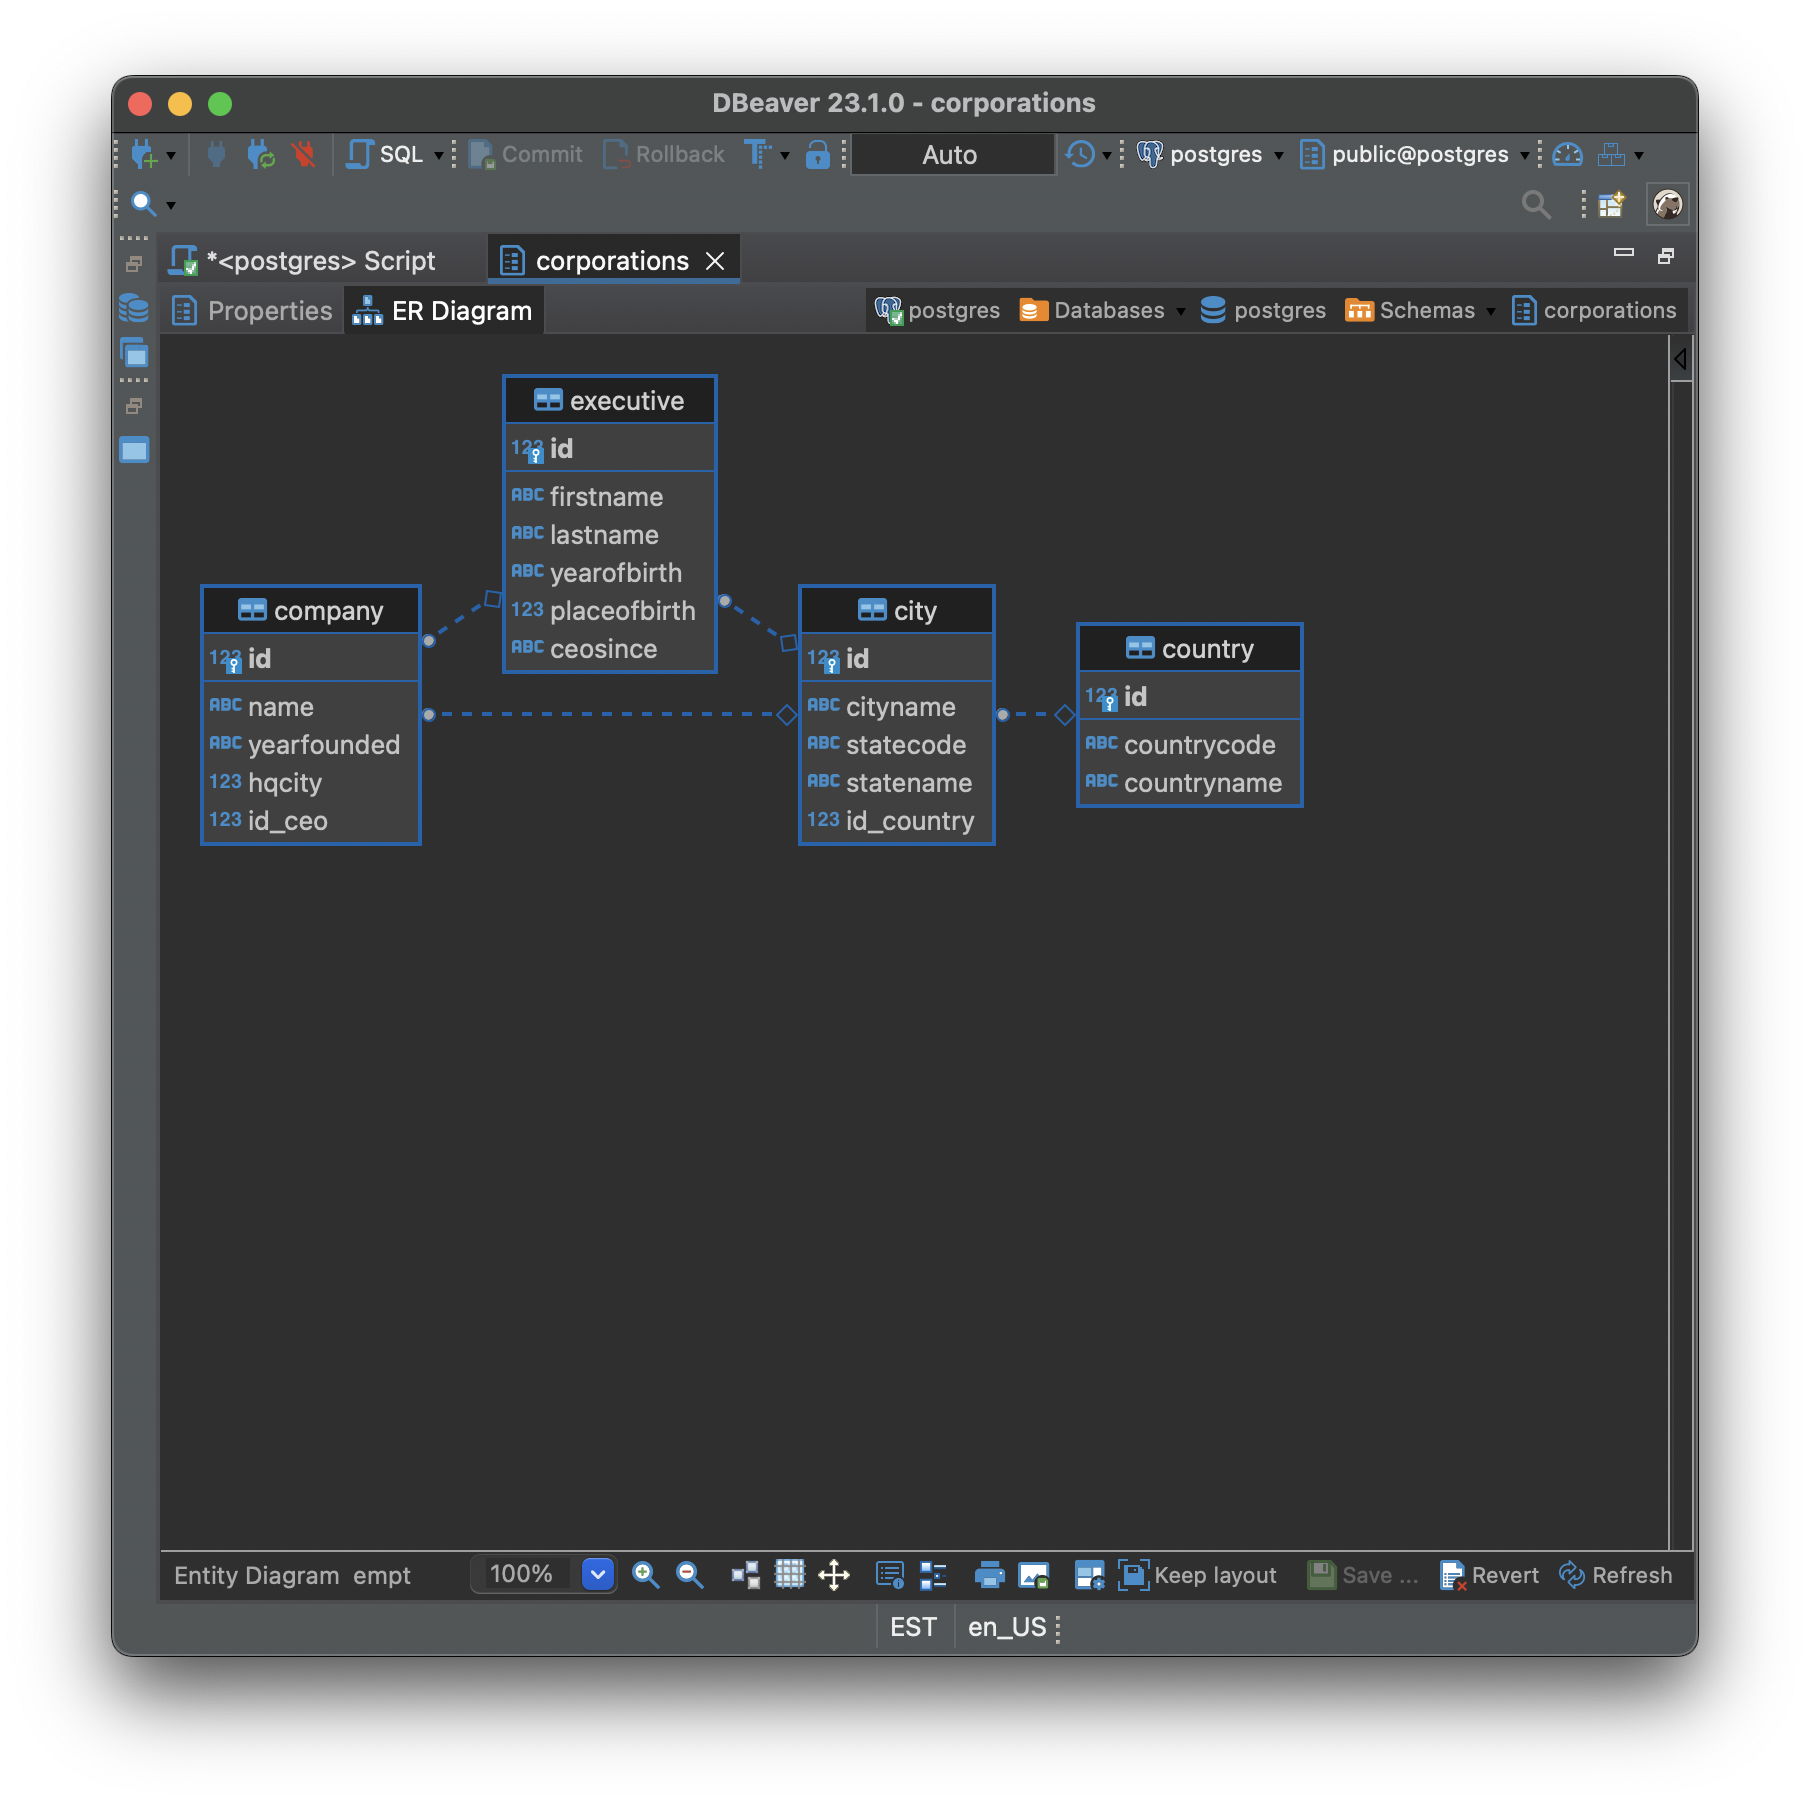 DBeaver 23.1.0 - corporations
SQL Commit Rollback Auto postgres public@postgres
*<postgres> Script corporations
Properties ER Diagram postgres Databases postgres Schemas corporations
executive
123 id
ABC firstname
ABC lastname
ABC yearofbirth
123 placeofbirth
ABC ceosince
company
123 id
ABC name
ABC yearfounded
123 hqcity
123 id_ceo
city
123 id
ABC cityname
ABC statecode
ABC statename
123 id_country
country
123 id
ABC countrycode
ABC countryname
Entity Diagram empt 100% Keep layout Save ... Revert Refresh
EST en_US